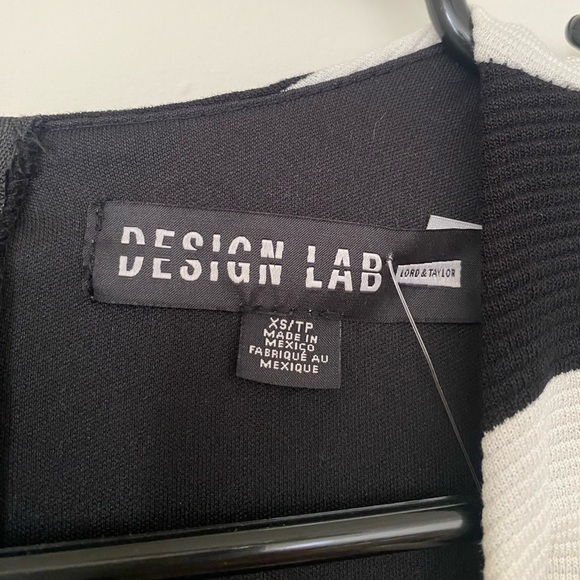 DESIGN LAB
LORD & TAYLOR
XS/TP
MADE IN
MEXICO
FABRIQUÉ AU
MEXIQUE